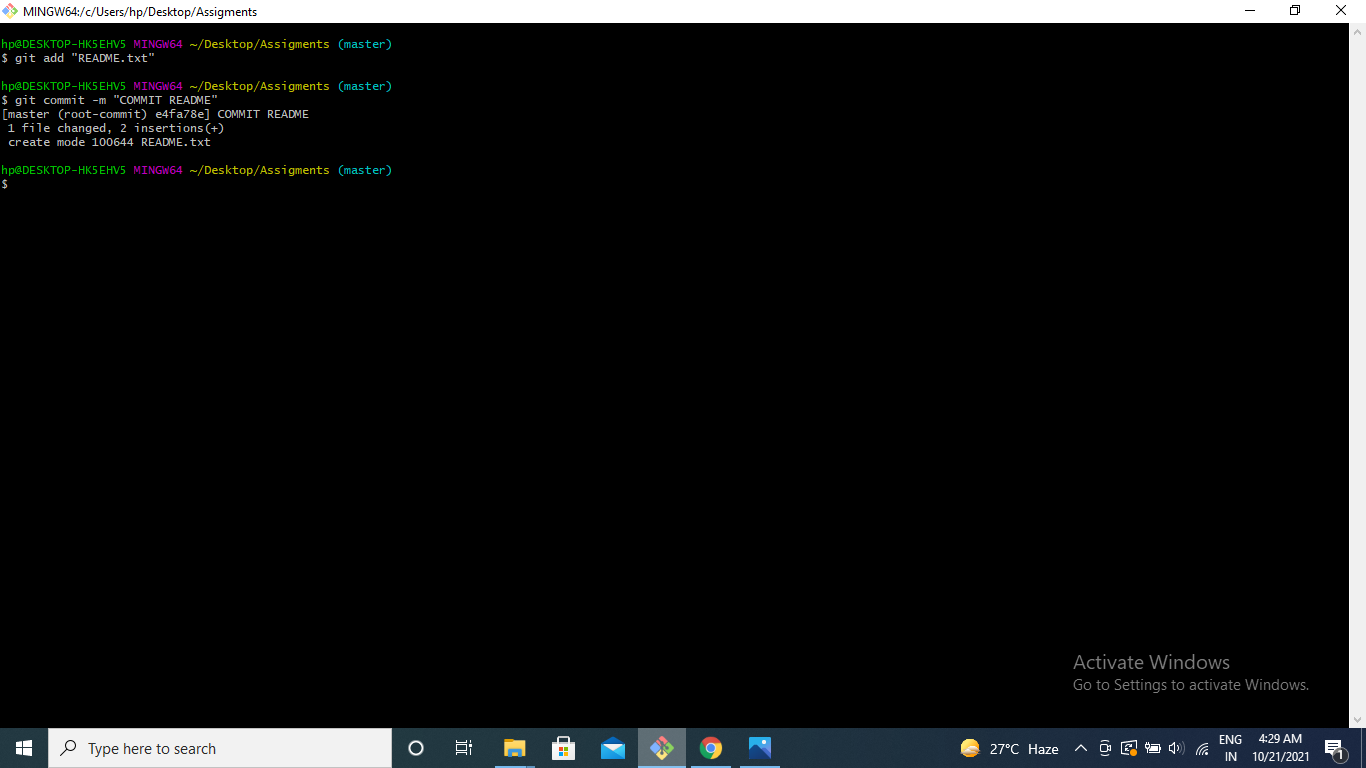 MINGW64:/c/Users/hp/Desktop/Assigments
hp@DESKTOP-HK5EHV5 MINGW64 ~/Desktop/Assigments (master)
$ git add "README.txt"
hp@DESKTOP-HK5EHV5 MINGW64 ~/Desktop/Assigments (master)
$ git commit -m "COMMIT README"
[master (root-commit) e4fa78e] COMMIT README
1 file changed, 2 insertions(+)
create mode 100644 README.txt
hp@DESKTOP-HK5EHV5 MINGW64 ~/Desktop/Assigments (master)
$
Activate Windows
Go to Settings to activate Windows.
Type here to search
27°C Haze
ENG
IN
4:29 AM
10/21/2021
1